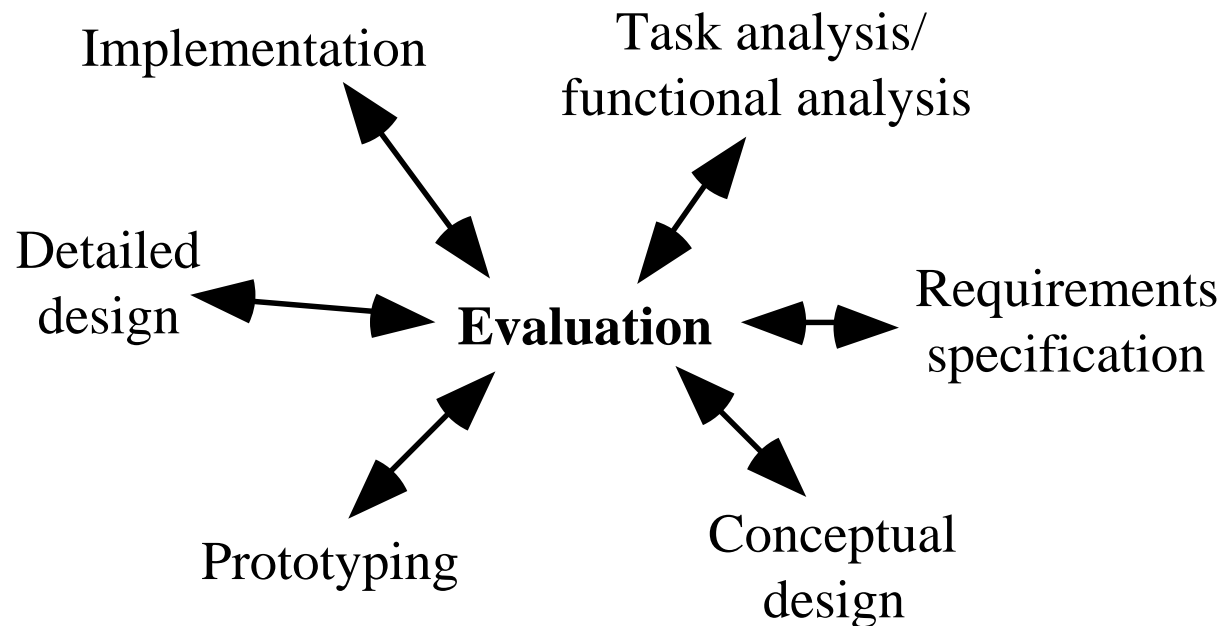 Implementation
Task analysis/
functional analysis
Detailed
design
Evaluation
Requirements
specification
Prototyping
Conceptual
design